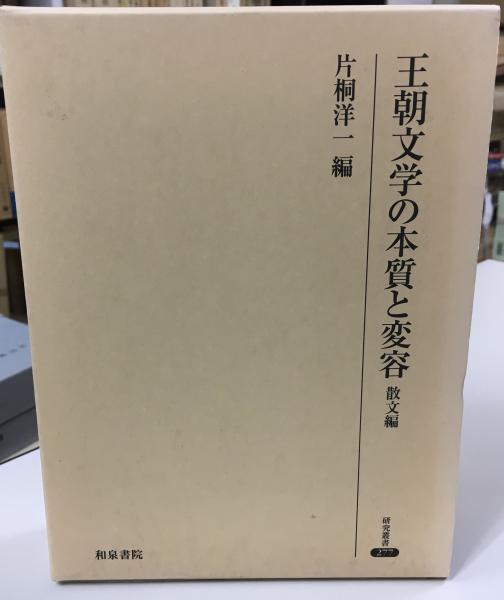 王朝文学の本質と変容 散文編
片桐洋一 編
研究叢書 277
和泉書院